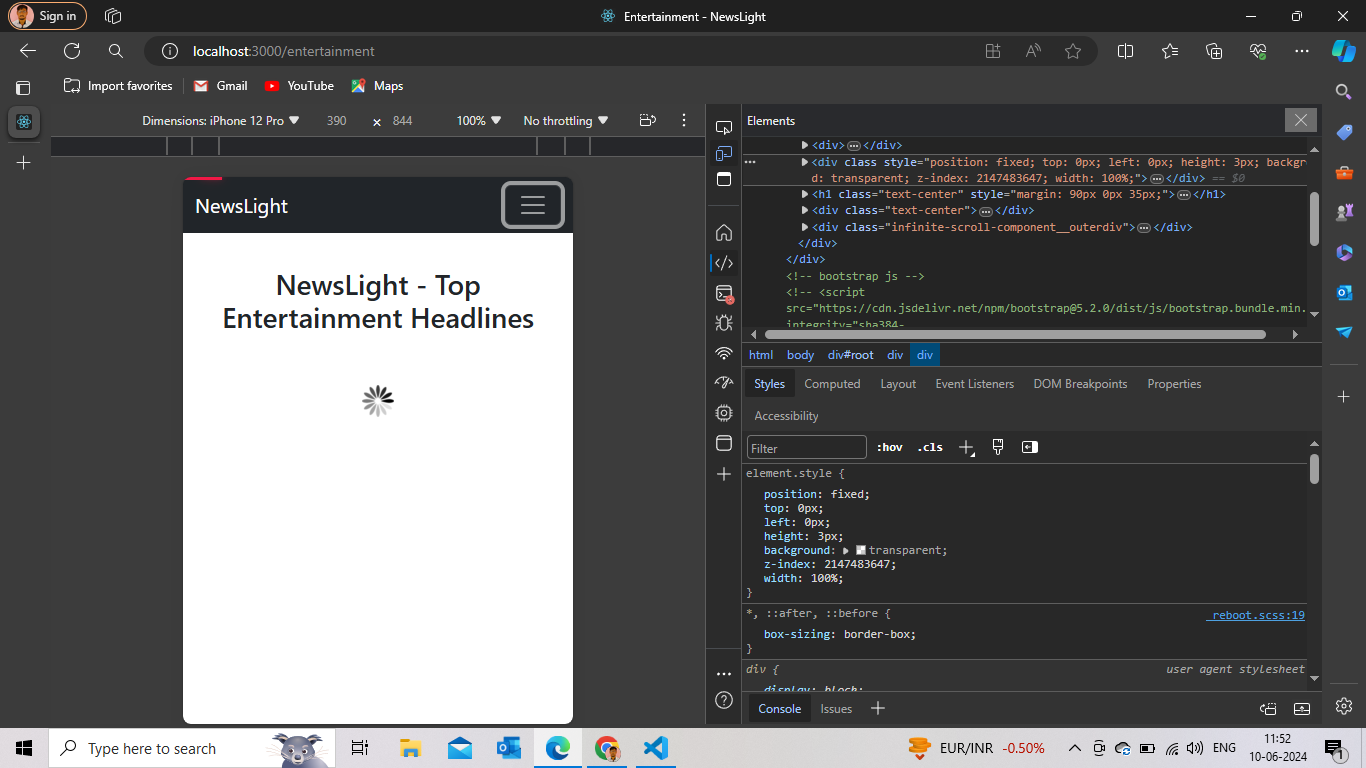 Sign in
Entertainment - NewsLight
localhost:3000/entertainment
Import favorites
Gmail
YouTube
Maps
Dimensions: iPhone 12 Pro ▼ 390 × 844 100% ▼ No throttling ▼
NewsLight
NewsLight - Top
Entertainment Headlines
Elements
<div>…</div>
<div class style="position: fixed; top: 0px; left: 0px; height: 3px; backgr
d: transparent; z-index: 2147483647; width: 100%;">…</div> == $0
<h1 class="text-center" style="margin: 90px 0px 35px;">…</h1>
<div class="text-center">…</div>
<div class="infinite-scroll-component__outerdiv">…</div>
</div>
</div>
<!-- bootstrap js -->
<!-- <script
src="https://cdn.jsdelivr.net/npm/bootstrap@5.2.0/dist/js/bootstrap.bundle.min.
integrity="sha384-
html body div#root div div
Styles Computed Layout Event Listeners DOM Breakpoints Properties
Accessibility
Filter :hov .cls
element.style {
position: fixed;
top: 0px;
left: 0px;
height: 3px;
background: transparent;
z-index: 2147483647;
width: 100%;
}
*, ::after, ::before { _reboot.scss:19
box-sizing: border-box;
}
div { user agent stylesheet
display: block;
Console Issues
Type here to search
EUR/INR -0.50%
ENG
11:52
10-06-2024
1